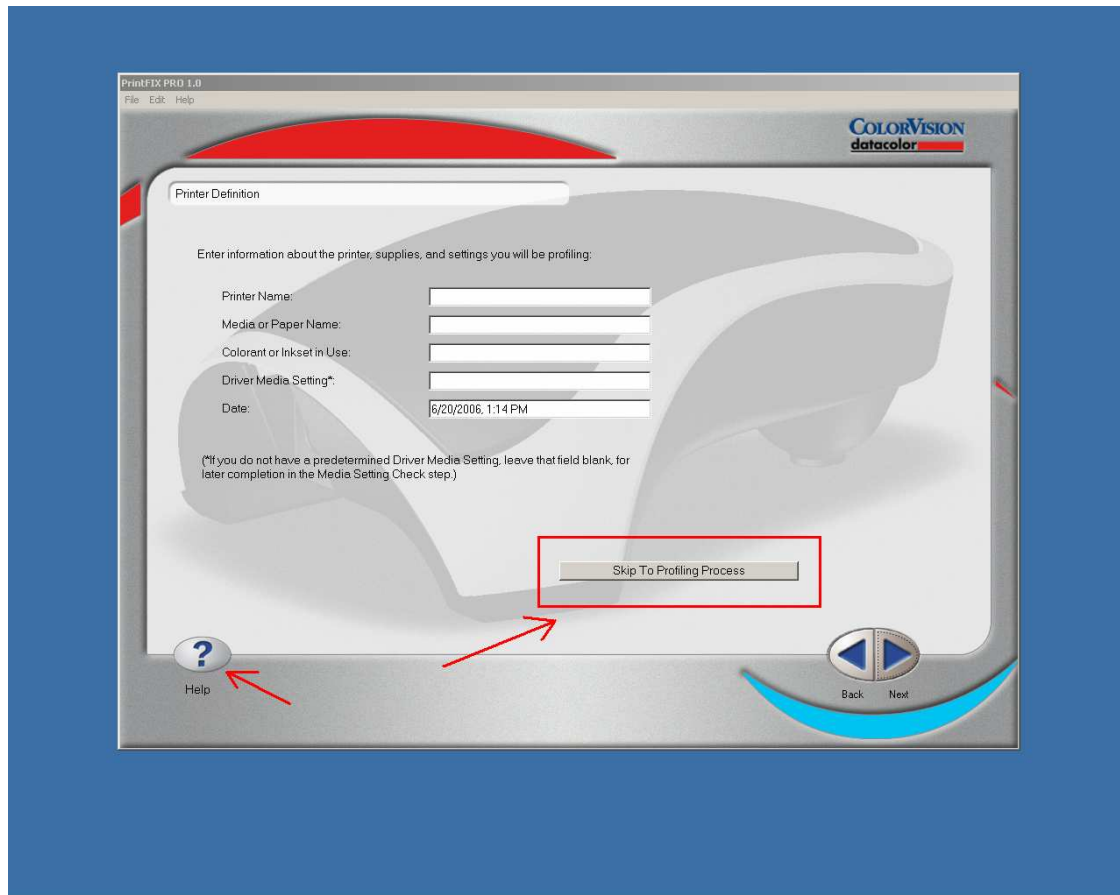 PrintFIX PRO 1.0
File Edit Help
COLORVISION
datacolor
Printer Definition
Enter information about the printer, supplies, and settings you will be profiling:
Printer Name:
Media or Paper Name:
Colorant or Inkset in Use:
Driver Media Setting*:
Date: 6/20/2006, 1:14 PM
(*If you do not have a predetermined Driver Media Setting, leave that field blank, for
later completion in the Media Setting Check step.)
Skip To Profiling Process
?
Help
Back Next